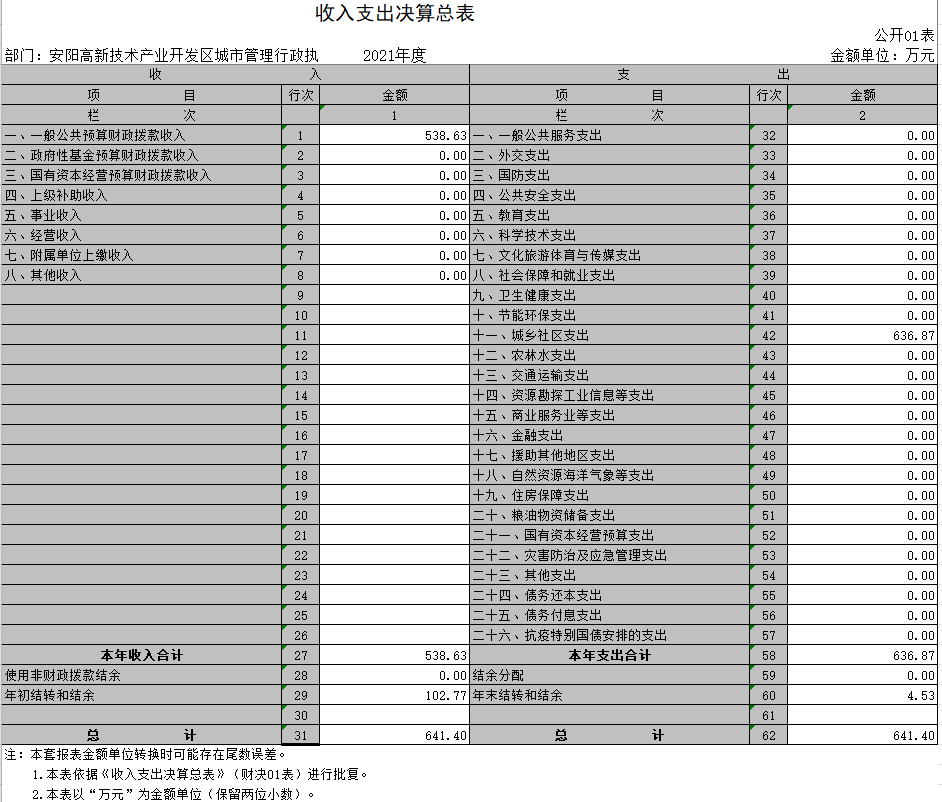 收入支出决算总表
公开01表
部门：安阳高新技术产业开发区城市管理行政执 2021年度 金额单位：万元
收 入 支 出
项 目 行次 金额 项 目 行次 金额
栏 次 1 栏 次 2
一、一般公共预算财政拨款收入 1 538.63 一、一般公共服务支出 32 0.00
二、政府性基金预算财政拨款收入 2 0.00 二、外交支出 33 0.00
三、国有资本经营预算财政拨款收入 3 0.00 三、国防支出 34 0.00
四、上级补助收入 4 0.00 四、公共安全支出 35 0.00
五、事业收入 5 0.00 五、教育支出 36 0.00
六、经营收入 6 0.00 六、科学技术支出 37 0.00
七、附属单位上缴收入 7 0.00 七、文化旅游体育与传媒支出 38 0.00
八、其他收入 8 0.00 八、社会保障和就业支出 39 0.00
9 九、卫生健康支出 40 0.00
10 十、节能环保支出 41 0.00
11 十一、城乡社区支出 42 636.87
12 十二、农林水支出 43 0.00
13 十三、交通运输支出 44 0.00
14 十四、资源勘探工业信息等支出 45 0.00
15 十五、商业服务业等支出 46 0.00
16 十六、金融支出 47 0.00
17 十七、援助其他地区支出 48 0.00
18 十八、自然资源海洋气象等支出 49 0.00
19 十九、住房保障支出 50 0.00
20 二十、粮油物资储备支出 51 0.00
21 二十一、国有资本经营预算支出 52 0.00
22 二十二、灾害防治及应急管理支出 53 0.00
23 二十三、其他支出 54 0.00
24 二十四、债务还本支出 55 0.00
25 二十五、债务付息支出 56 0.00
26 二十六、抗疫特别国债安排的支出 57 0.00
本年收入合计 27 538.63 本年支出合计 58 636.87
使用非财政拨款结余 28 0.00 结余分配 59 0.00
年初结转和结余 29 102.77 年末结转和结余 60 4.53
30 61
总 计 31 641.40 总 计 62 641.40
注：本套报表金额单位转换时可能存在尾数误差。
1.本表依据《收入支出决算总表》（财决01表）进行批复。
2.本表以“万元”为金额单位（保留两位小数）。